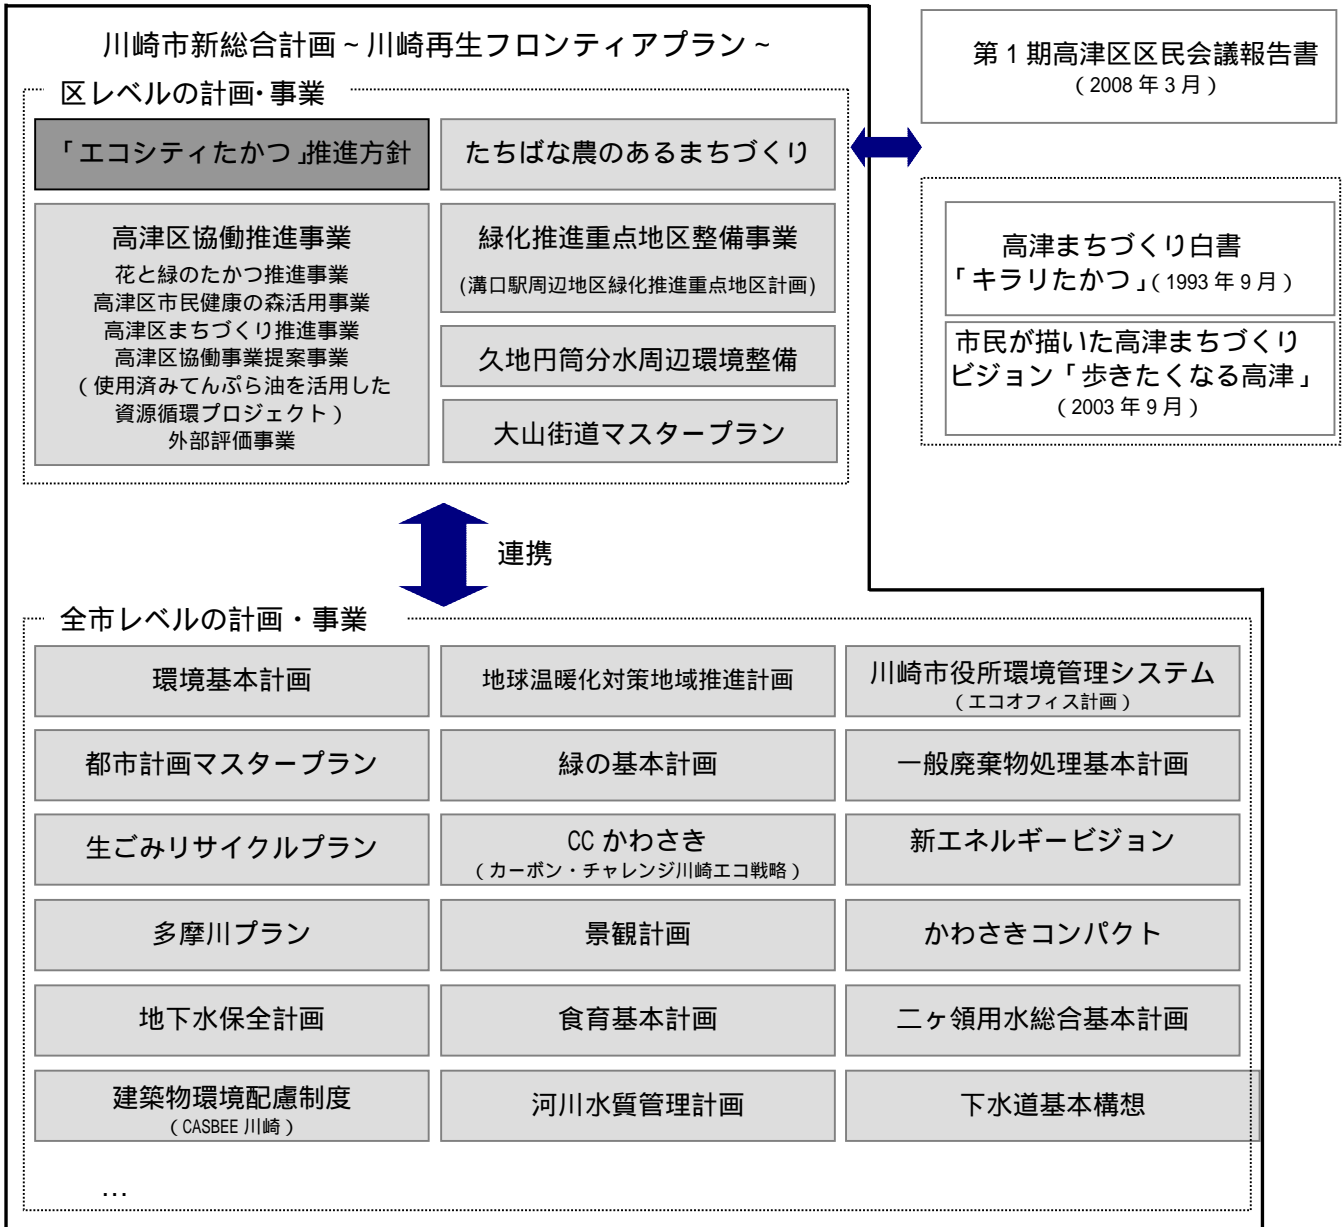 川崎市新総合計画～川崎再生フロンティアプラン～
区レベルの計画・事業
「エコシティたかつ」推進方針
たちばな農のあるまちづくり
高津区協働推進事業
花と緑のたかつ推進事業
高津区市民健康の森活用事業
高津区まちづくり推進事業
高津区協働事業提案事業
（使用済みてんぷら油を活用した
資源循環プロジェクト）
外部評価事業
緑化推進重点地区整備事業
(溝口駅周辺地区緑化推進重点地区計画)
久地円筒分水周辺環境整備
大山街道マスタープラン
第1期高津区区民会議報告書
（2008年3月）
高津まちづくり白書
「キラリたかつ」（1993年9月）
市民が描いた高津まちづくり
ビジョン「歩きたくなる高津」
（2003年9月）
連携
全市レベルの計画・事業
環境基本計画
地球温暖化対策地域推進計画
川崎市役所環境管理システム
（エコオフィス計画）
都市計画マスタープラン
緑の基本計画
一般廃棄物処理基本計画
生ごみリサイクルプラン
CCかわさき
（カーボン・チャレンジ川崎エコ戦略）
新エネルギービジョン
多摩川プラン
景観計画
かわさきコンパクト
地下水保全計画
食育基本計画
二ヶ領用水総合基本計画
建築物環境配慮制度
（CASBEE川崎）
河川水質管理計画
下水道基本構想
…